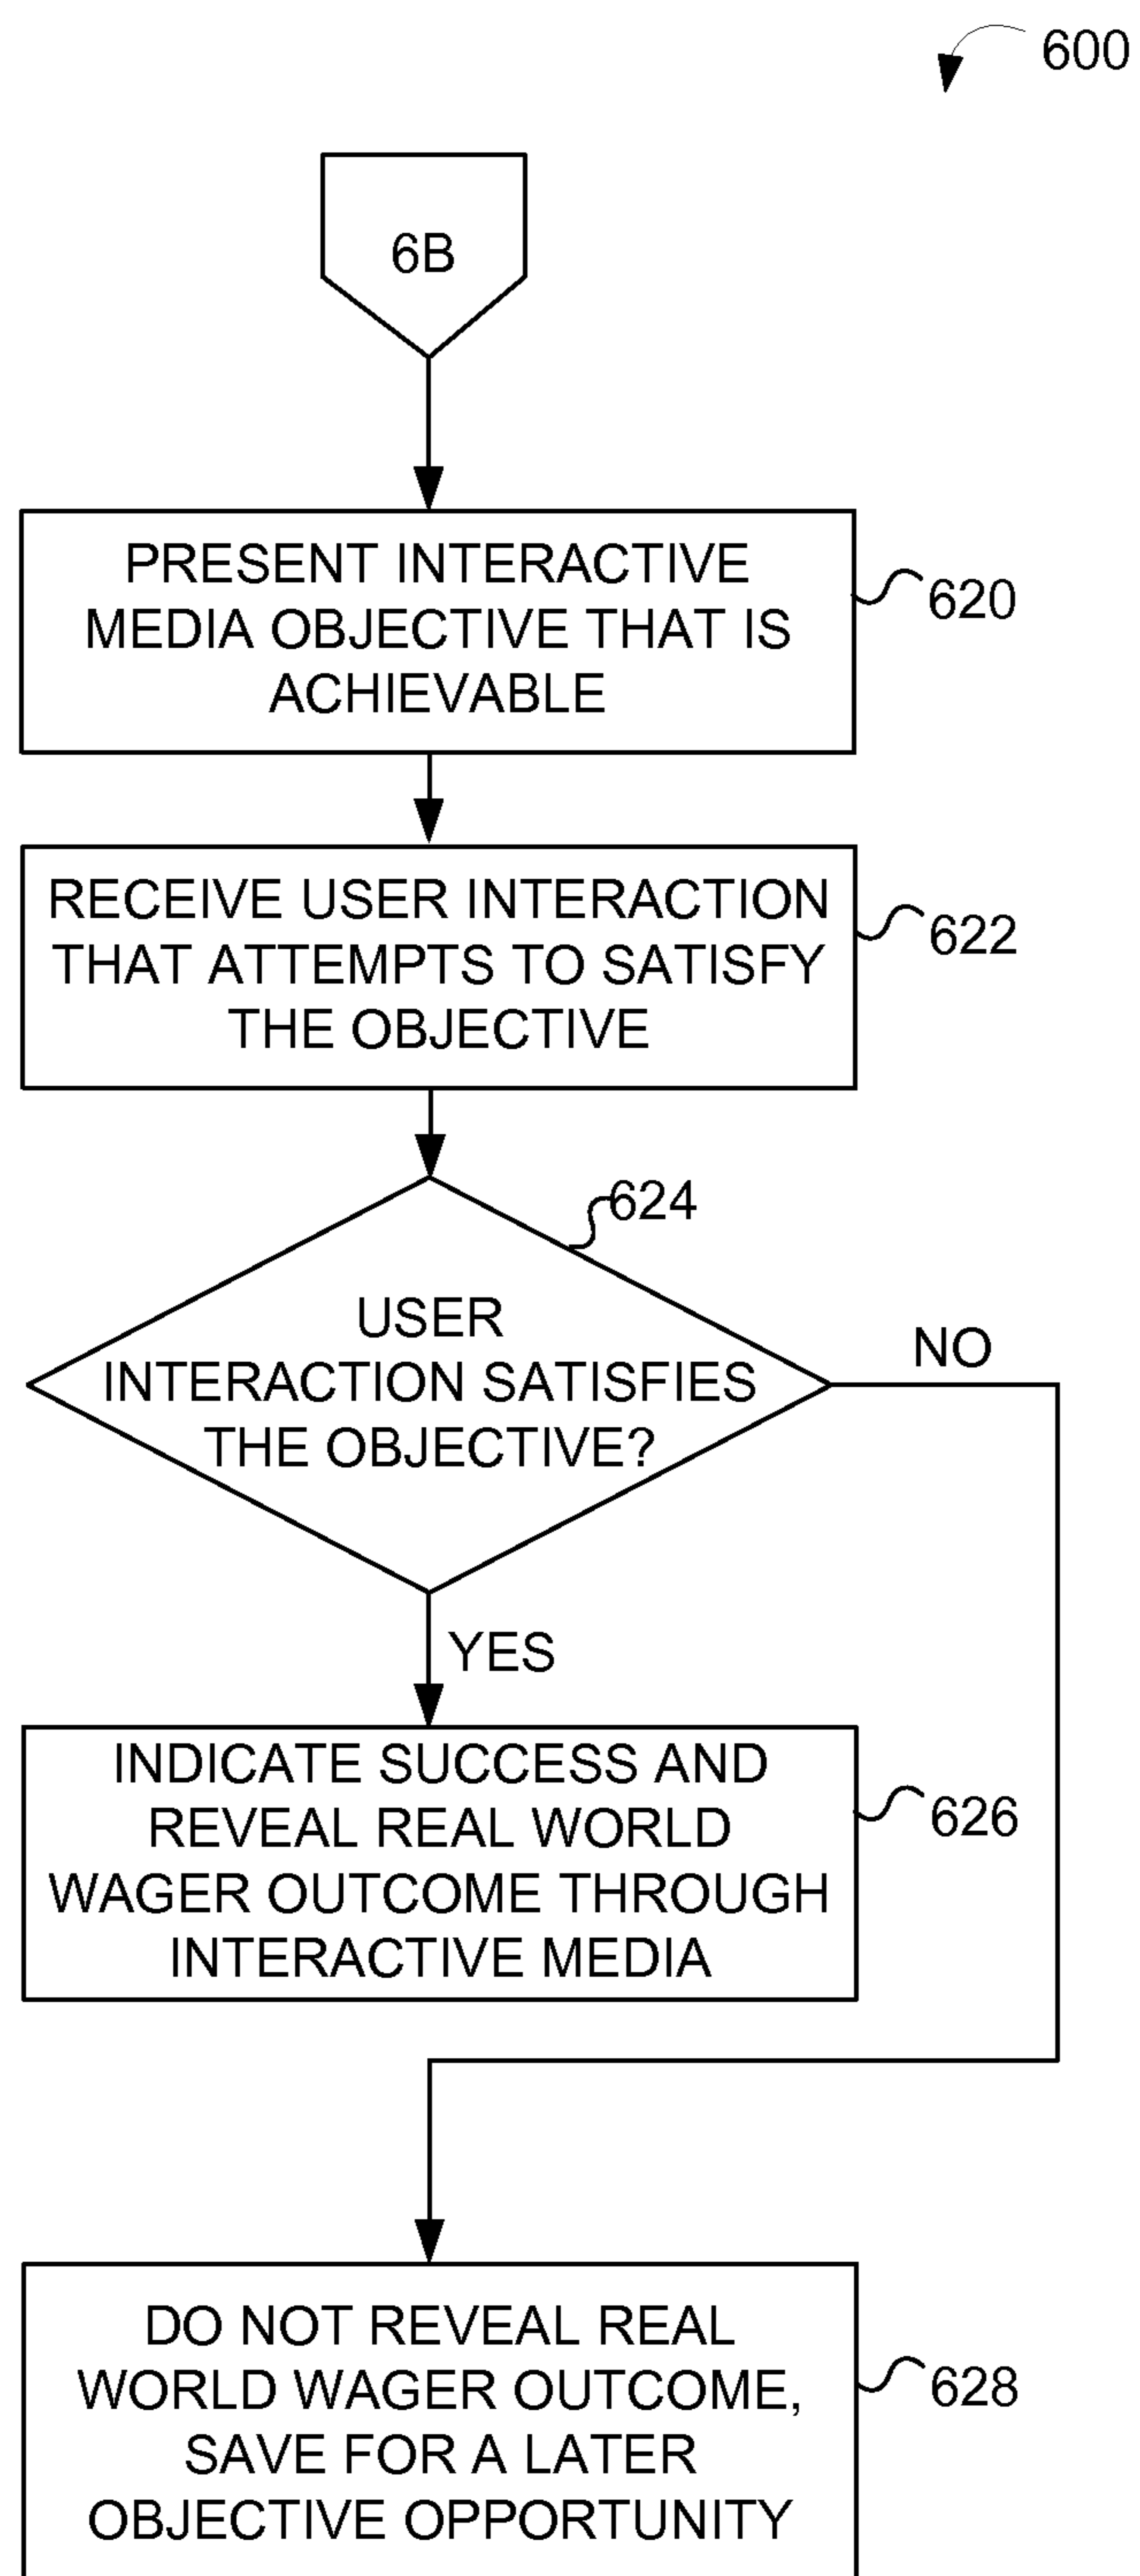 600
6B
PRESENT INTERACTIVE
MEDIA OBJECTIVE THAT IS
ACHIEVABLE
620
RECEIVE USER INTERACTION
THAT ATTEMPTS TO SATISFY
THE OBJECTIVE
622
624
USER
INTERACTION SATISFIES
THE OBJECTIVE?
NO
YES
INDICATE SUCCESS AND
REVEAL REAL WORLD
WAGER OUTCOME THROUGH
INTERACTIVE MEDIA
626
DO NOT REVEAL REAL
WORLD WAGER OUTCOME,
SAVE FOR A LATER
OBJECTIVE OPPORTUNITY
628